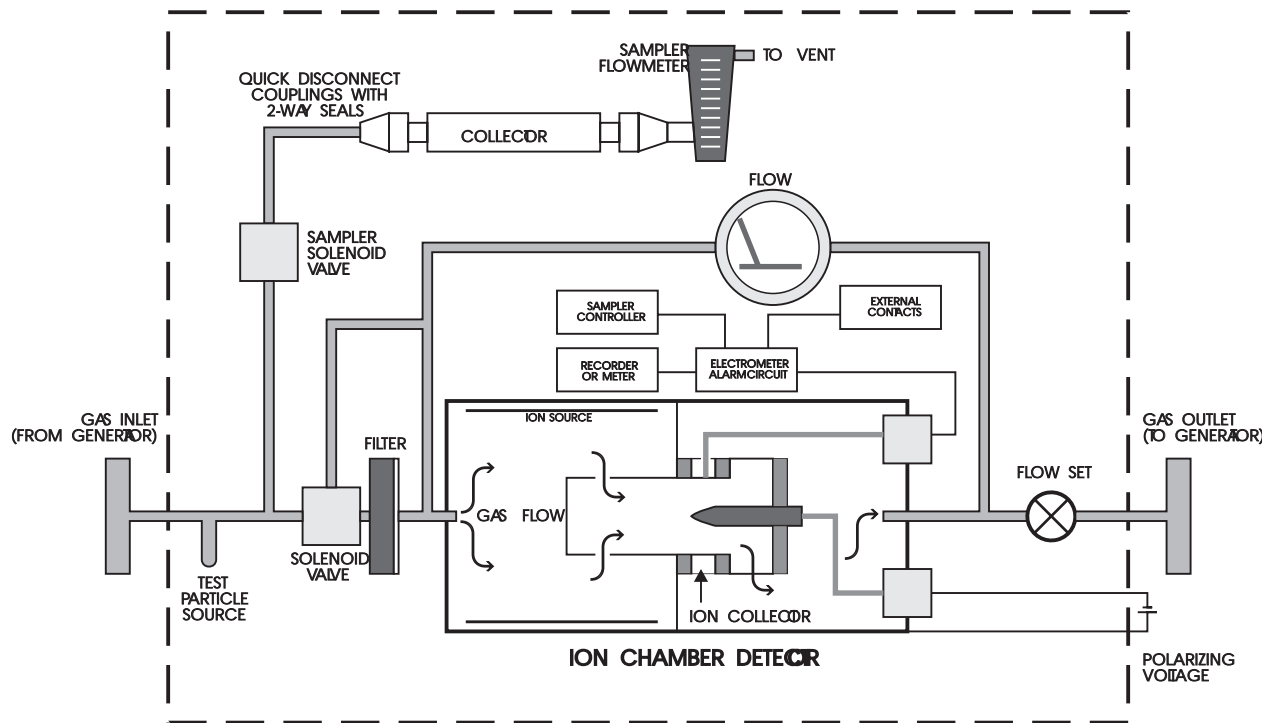 SAMPLER
FLOWMETER
TO VENT
QUICK DISCONNECT
COUPLINGS WITH
2-WAY SEALS
COLLECTOR
FLOW
SAMPLER
SOLENOID
VALVE
SAMPLER
CONTROLLER
EXTERNAL
CONTACTS
RECORDER
OR METER
ELECTROMETER
ALARM CIRCUIT
GAS INLET
(FROM GENERATOR)
FILTER
ION SOURCE
GAS OUTLET
(TO GENERATOR)
FLOW SET
GAS FLOW
SOLENOID
VALVE
TEST
PARTICLE
SOURCE
ION COLLECTOR
ION CHAMBER DETECTOR
POLARIZING
VOLTAGE